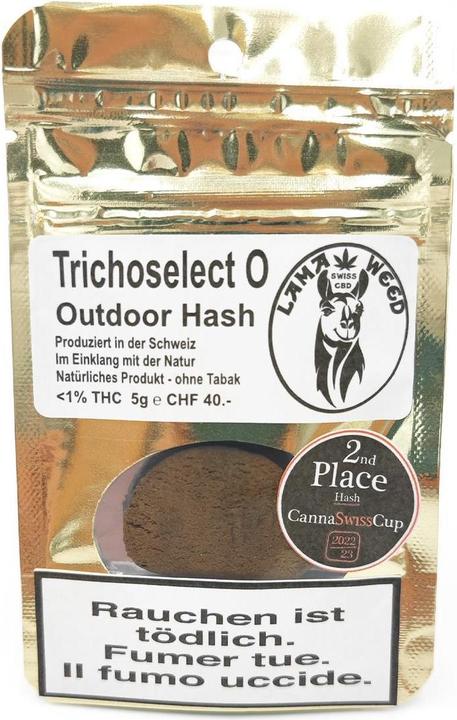 Trichoselect O
Outdoor Hash
Produziert in der Schweiz
Im Einklang mit der Natur
Natürliches Produkt - ohne Tabak
<1% THC 5g ℮ CHF 40.-
LAMA WEED
SWISS
CBD
2nd
Place
Hash
CannaSwissCup
2022
23
Rauchen ist
tödlich.
Fumer tue.
Il fumo uccide.